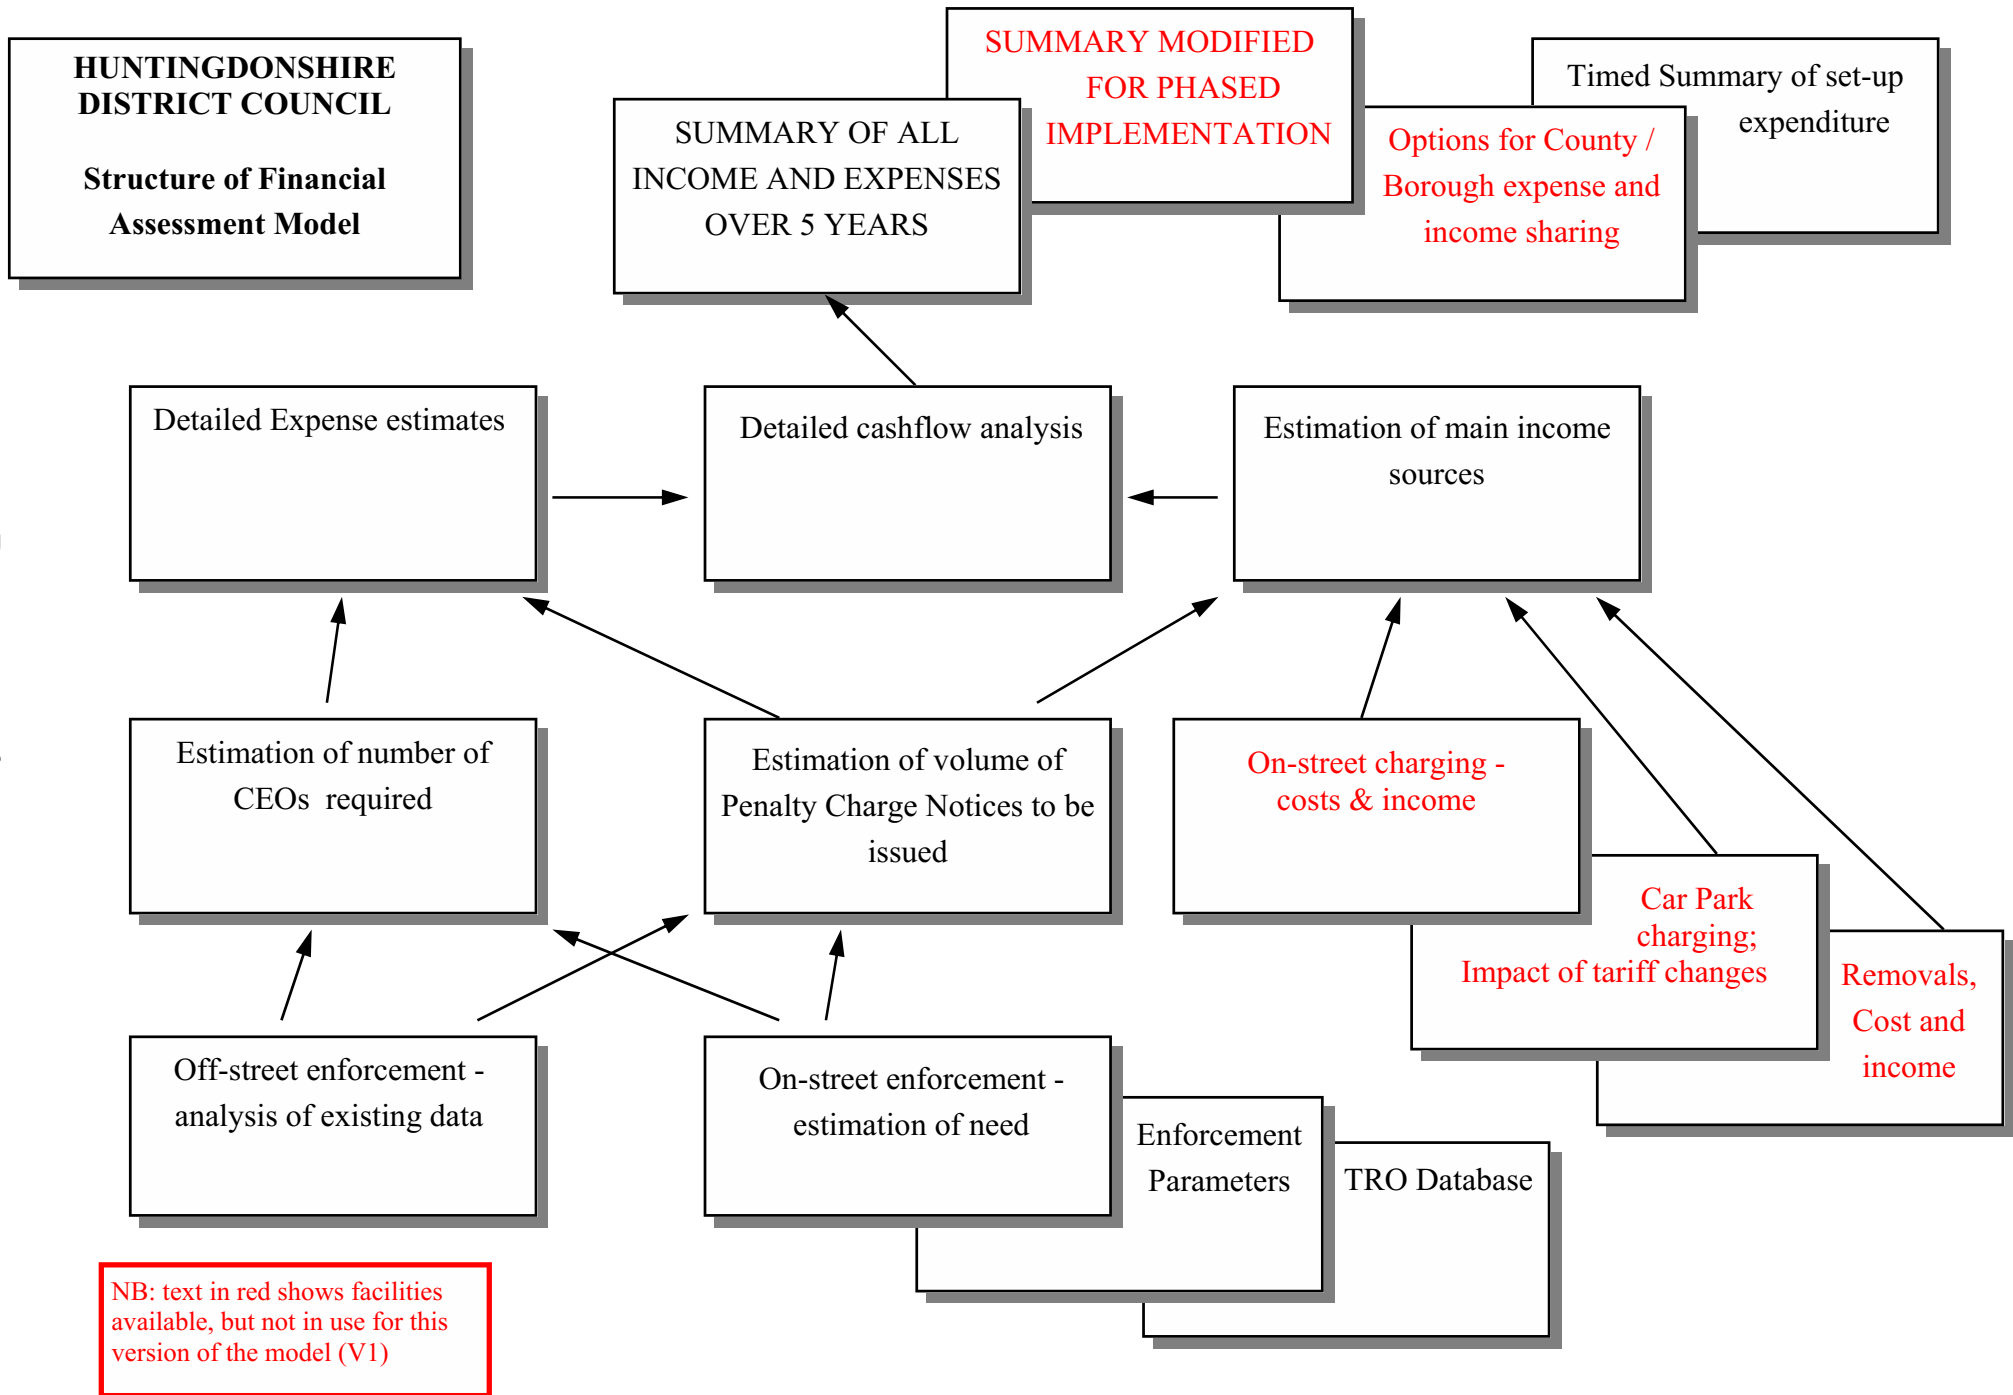 HUNTINGDONSHIRE
DISTRICT COUNCIL
Structure of Financial
Assessment Model
SUMMARY OF ALL
INCOME AND EXPENSES
OVER 5 YEARS
SUMMARY MODIFIED
FOR PHASED
IMPLEMENTATION
Options for County /
Borough expense and
income sharing
Timed Summary of set-up
expenditure
Detailed Expense estimates
Detailed cashflow analysis
Estimation of main income
sources
Estimation of number of
CEOs required
Estimation of volume of
Penalty Charge Notices to be
issued
On-street charging -
costs & income
Car Park
charging;
Impact of tariff changes
Removals,
Cost and
income
Off-street enforcement -
analysis of existing data
On-street enforcement -
estimation of need
Enforcement
Parameters
TRO Database
NB: text in red shows facilities
available, but not in use for this
version of the model (V1)